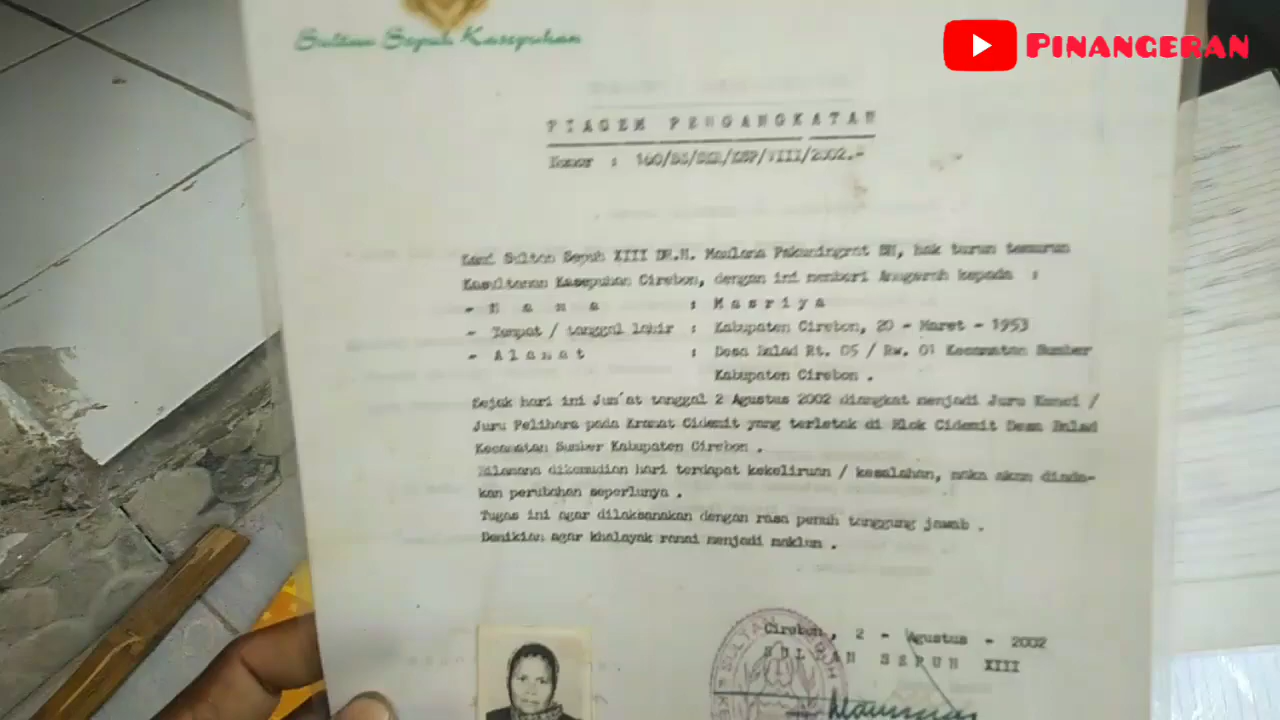 Sultan Sepuh Kasepuhan
PINANGERAN
PIAGEM PENGANGKATAN
Nomor : 160/SS/SKR/KSP/VIII/2002.-
Kami Sultan Sepuh XIII DR.H. Maulana Pakuningrat SH, hak turun temurun
Kasultanan Kasepuhan Cirebon, dengan ini memberi Anugerah kepada :
- N a m a : M a s r i y a
- Tempat / tanggal lahir : Kabupaten Cirebon, 20 - Maret - 1953
- A l a m a t : Desa Balad Rt. 05 / Rw. 01 Kecamatan Sumber
Kabupaten Cirebon .
Sejak hari ini Jum'at tanggal 2 Agustus 2002 diangkat menjadi Juru Kunci /
Juru Pelihara pada Kramat Cidemit yang terletak di Blok Cidemit Desa Balad
Kecamatan Sumber Kabupaten Cirebon .
Bilamana dikemudian hari terdapat kekeliruan / kesalahan, maka akan diada-
kan perubahan seperlunya .
Tugas ini agar dilaksanakan dengan rasa penuh tanggung jawab .
Demikian agar khalayak ramai menjadi maklum .
Cirebon, 2 - Agustus - 2002
SULTAN SEPUH XIII